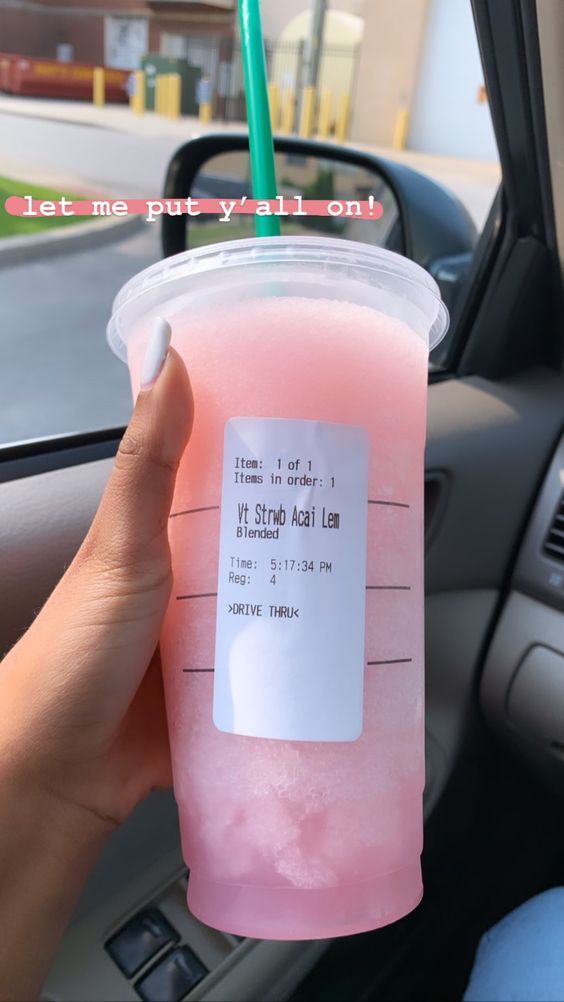 let me put y'all on!
Item: 1 of 1
Items in order: 1
Vt Strwb Acai Lem
Blended
Time: 5:17:34 PM
Reg: 4
>DRIVE THRU<